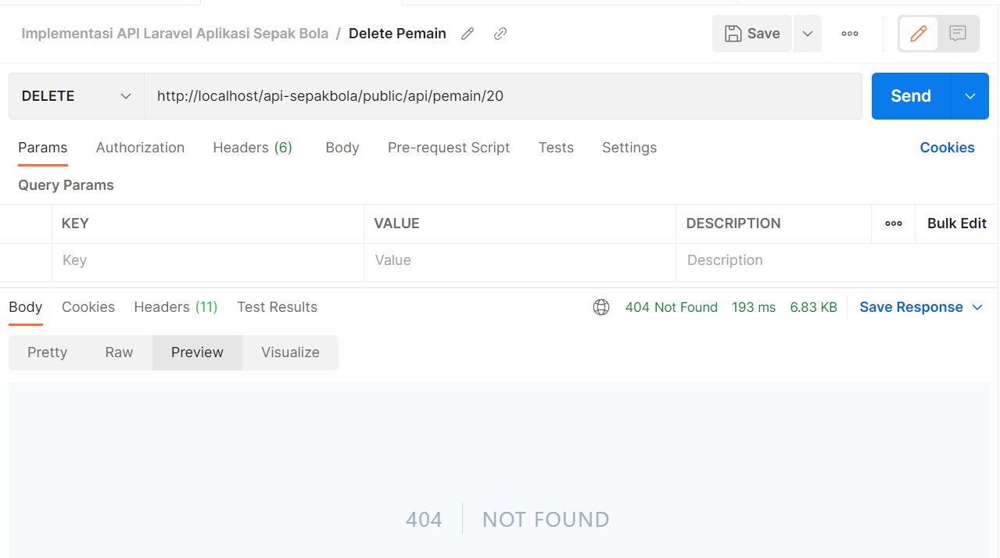 Implementasi API Laravel Aplikasi Sepak Bola / Delete Pemain Save
DELETE http://localhost/api-sepakbola/public/api/pemain/20 Send
Params Authorization Headers (6) Body Pre-request Script Tests Settings Cookies
Query Params
KEY VALUE DESCRIPTION Bulk Edit
Key Value Description
Body Cookies Headers (11) Test Results 404 Not Found 193 ms 6.83 KB Save Response
Pretty Raw Preview Visualize
404 NOT FOUND